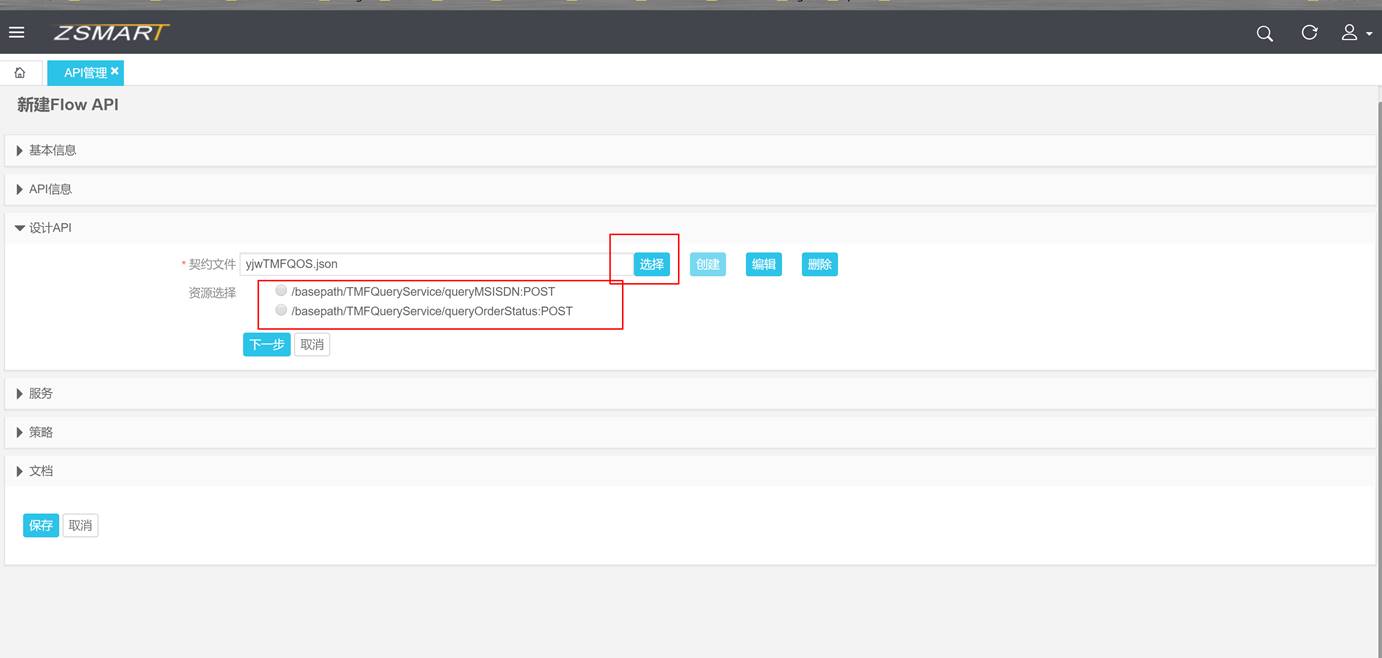 ZSMART
API管理
新建Flow API
基本信息
API信息
设计API
* 契约文件 yjwTMFQOS.json 选择 创建 编辑 删除
资源选择 /basepath/TMFQueryService/queryMSISDN:POST
/basepath/TMFQueryService/queryOrderStatus:POST
下一步 取消
服务
策略
文档
保存 取消